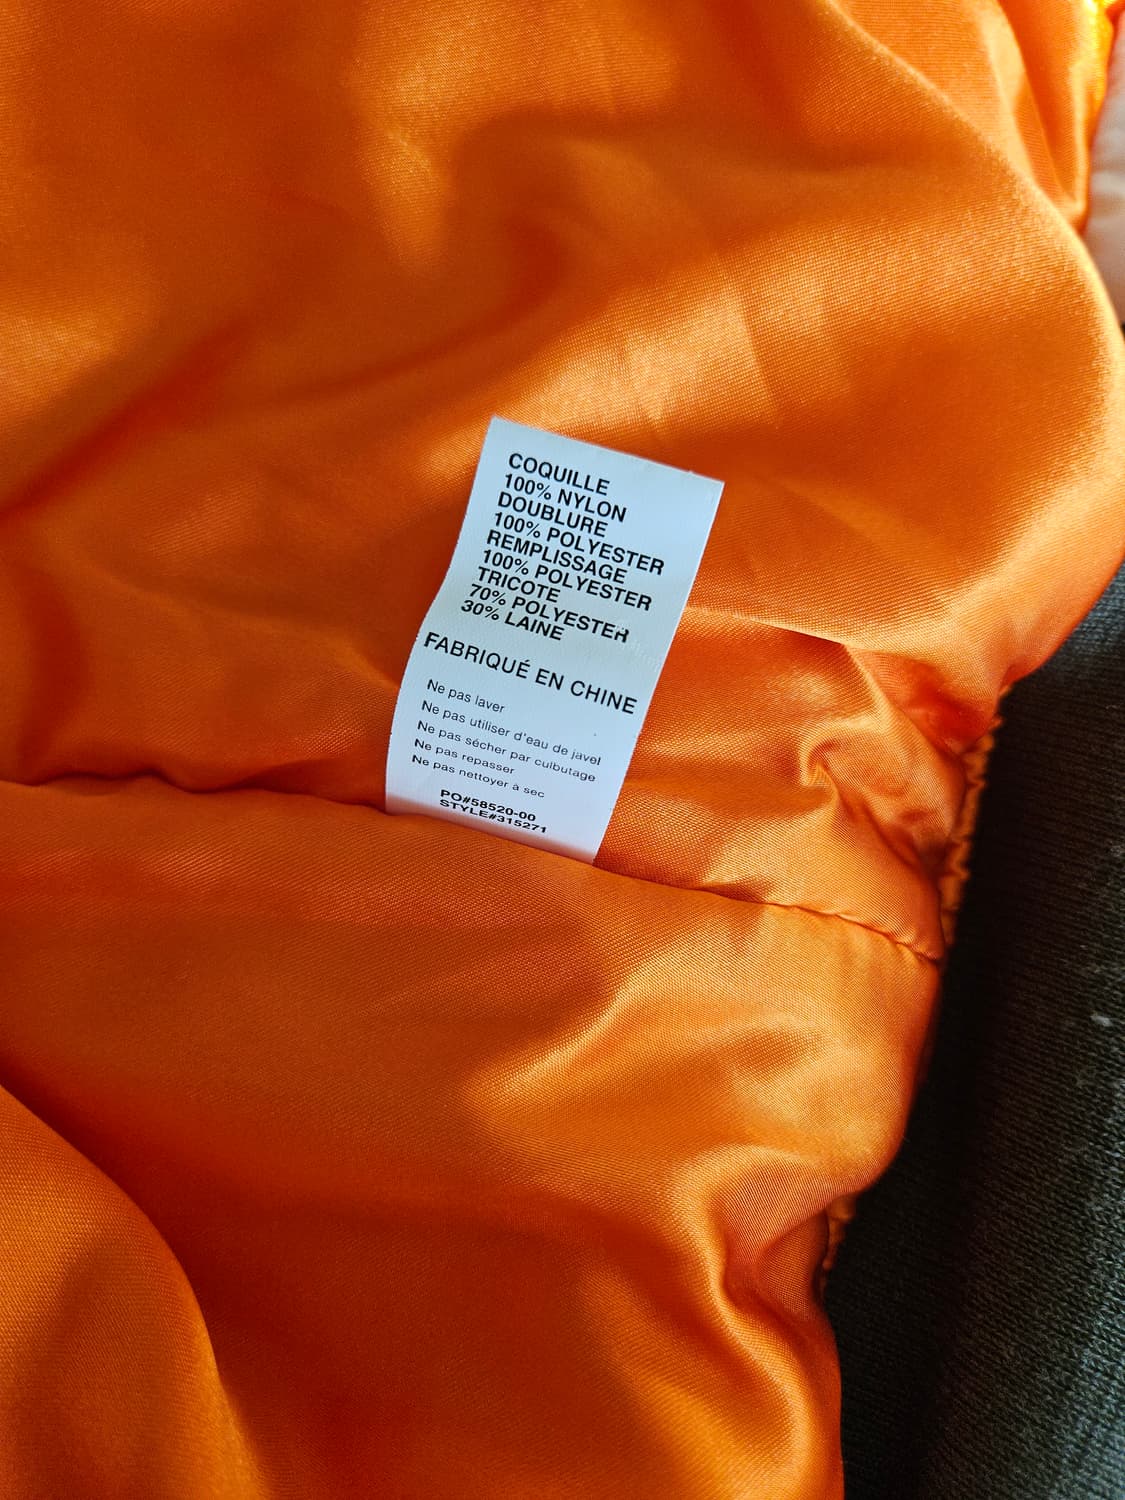 COQUILLE
100% NYLON
DOUBLURE
100% POLYESTER
REMPLISSAGE
100% POLYESTER
TRICOTE
70% POLYESTER
30% LAINE
FABRIQUÉ EN CHINE
Ne pas laver
Ne pas utiliser d'eau de javel
Ne pas sécher par culbutage
Ne pas repasser
Ne pas nettoyer à sec
PO#58520-00
STYLE#315271